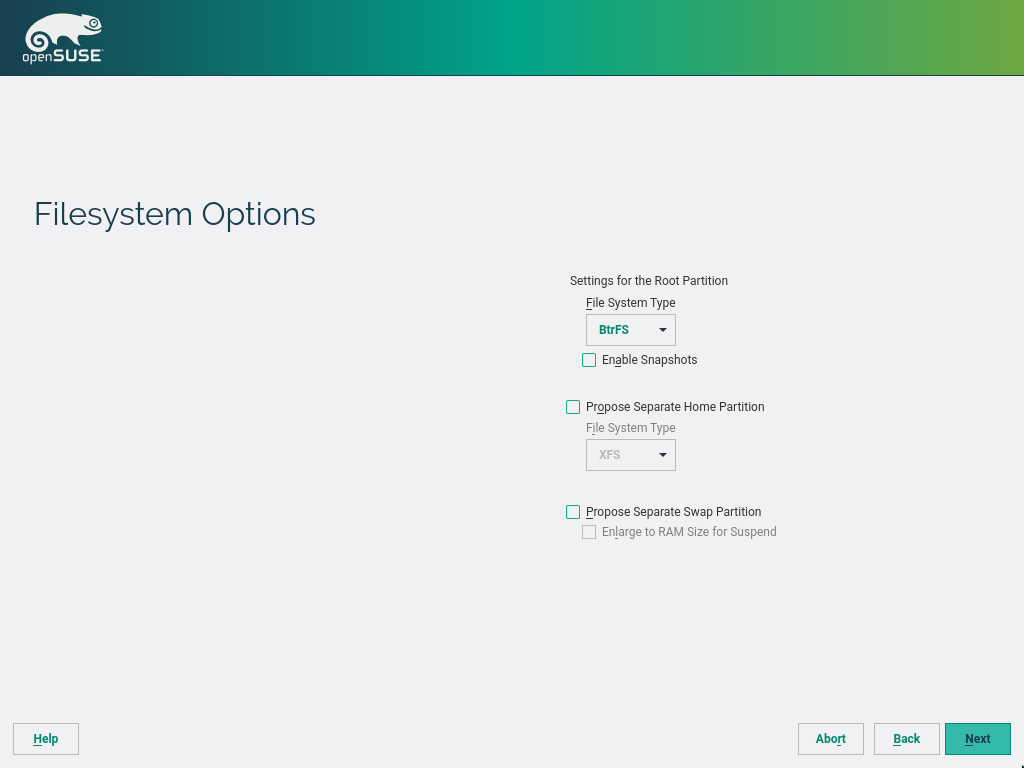 openSUSE
Filesystem Options
Settings for the Root Partition
File System Type
BtrFS
Enable Snapshots
Propose Separate Home Partition
File System Type
XFS
Propose Separate Swap Partition
Enlarge to RAM Size for Suspend
Help
Abort
Back
Next